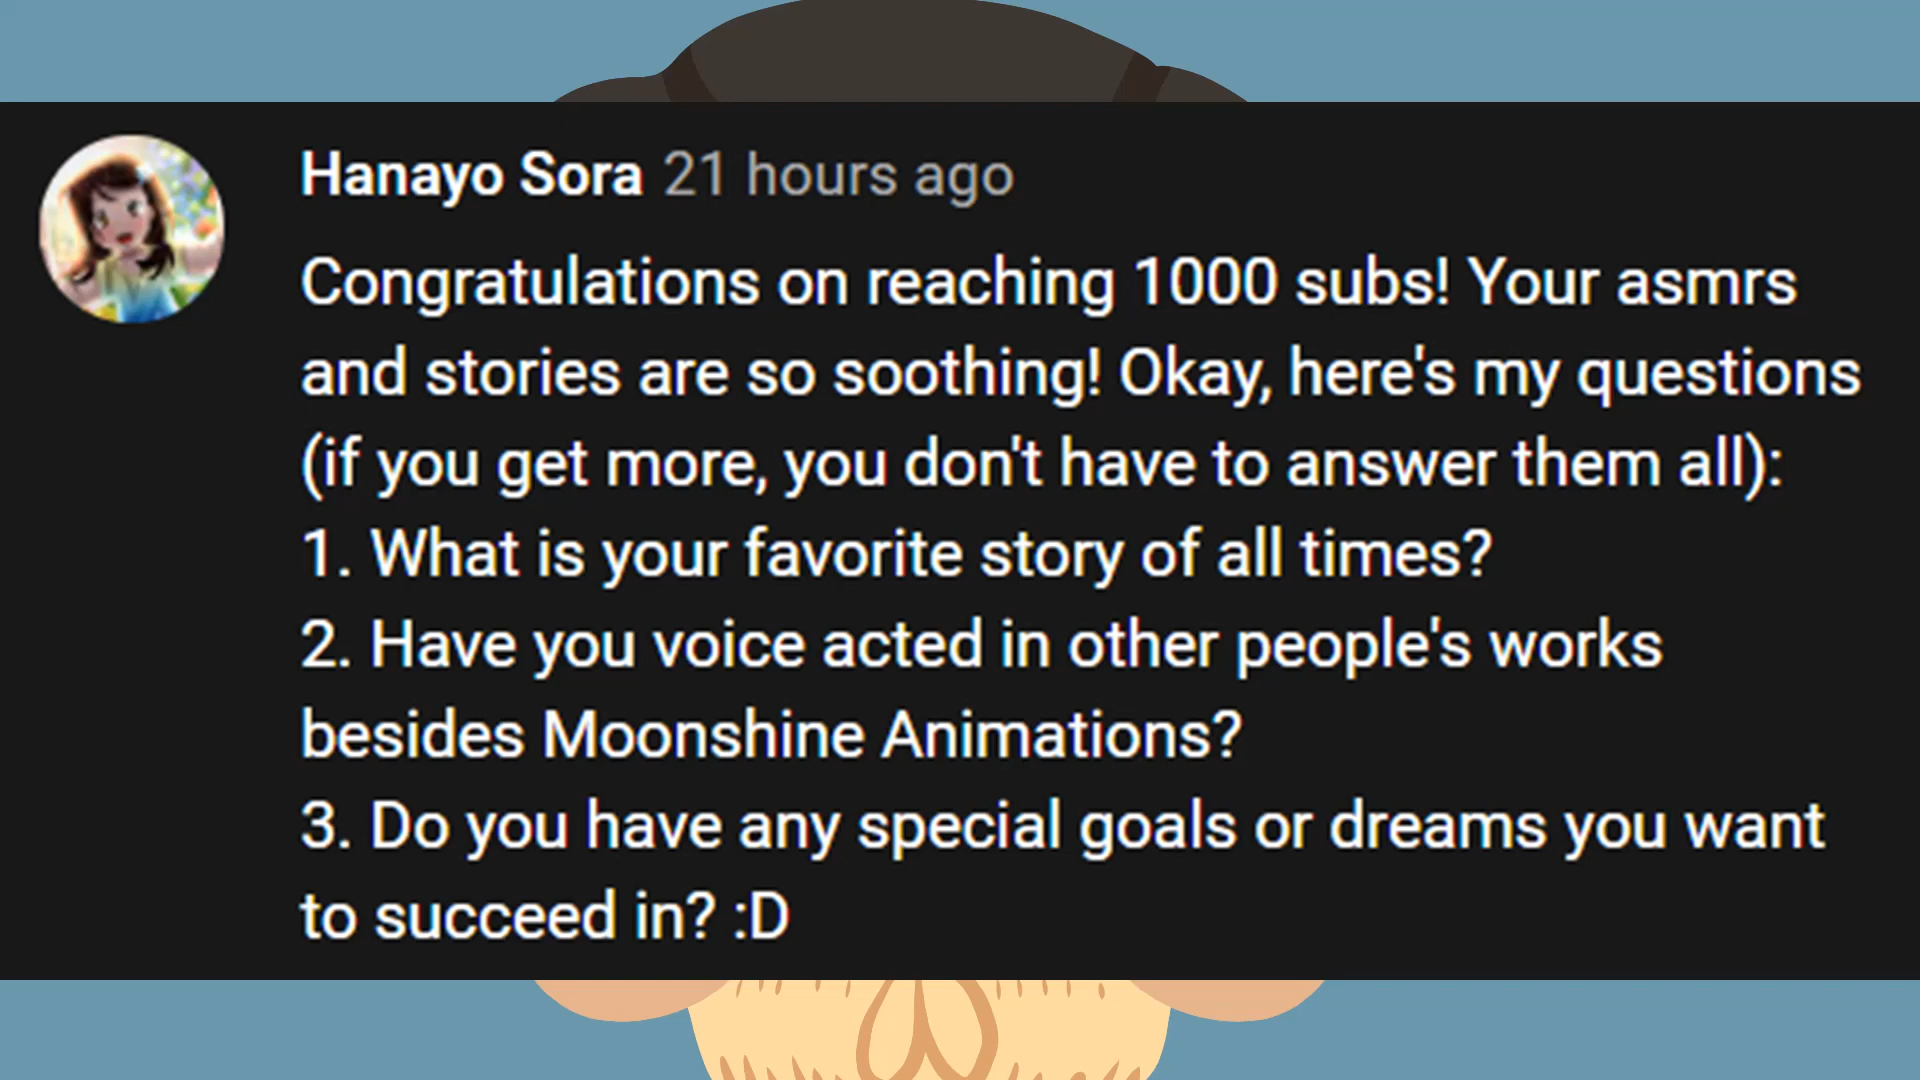 Hanayo Sora 21 hours ago
Congratulations on reaching 1000 subs! Your asmrs
and stories are so soothing! Okay, here's my questions
(if you get more, you don't have to answer them all):
1. What is your favorite story of all times?
2. Have you voice acted in other people's works
besides Moonshine Animations?
3. Do you have any special goals or dreams you want
to succeed in? :D